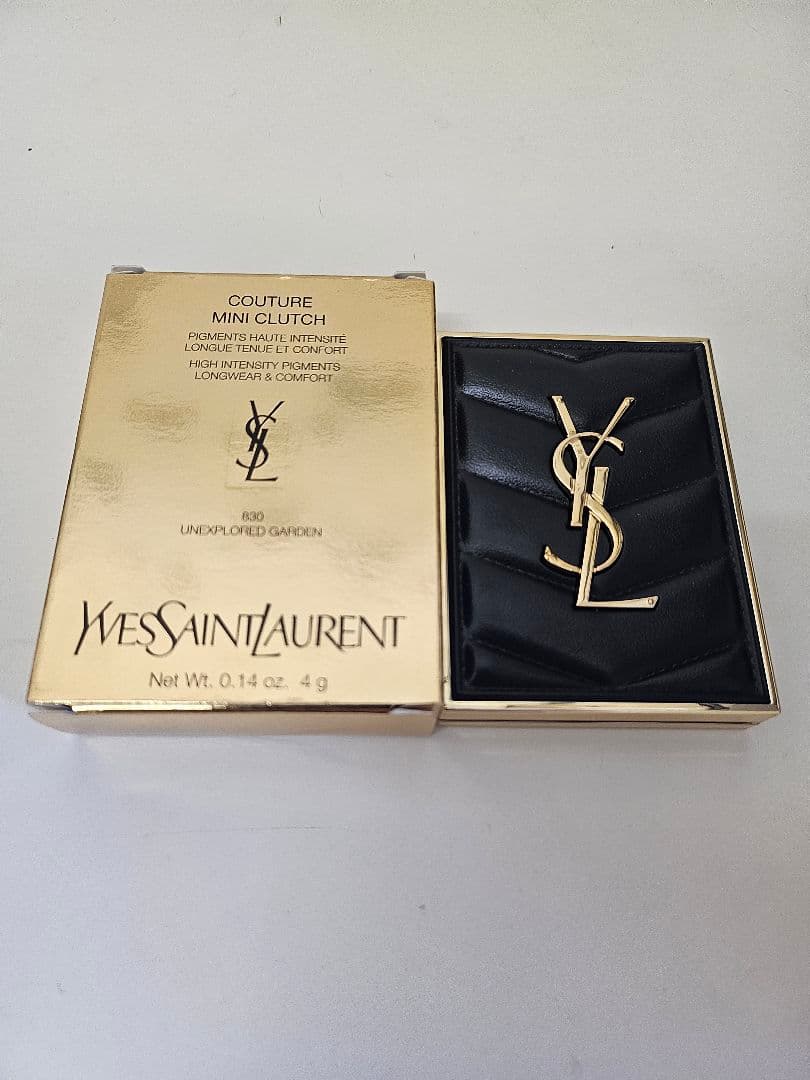 COUTURE
MINI CLUTCH
PIGMENTS HAUTE INTENSITÉ
LONGUE TENUE ET CONFORT
HIGH INTENSITY PIGMENTS
LONGWEAR & COMFORT
YSL
830
UNEXPLORED GARDEN
YVESSAINTLAURENT
Net Wt. 0.14 oz. 4 g
YSL